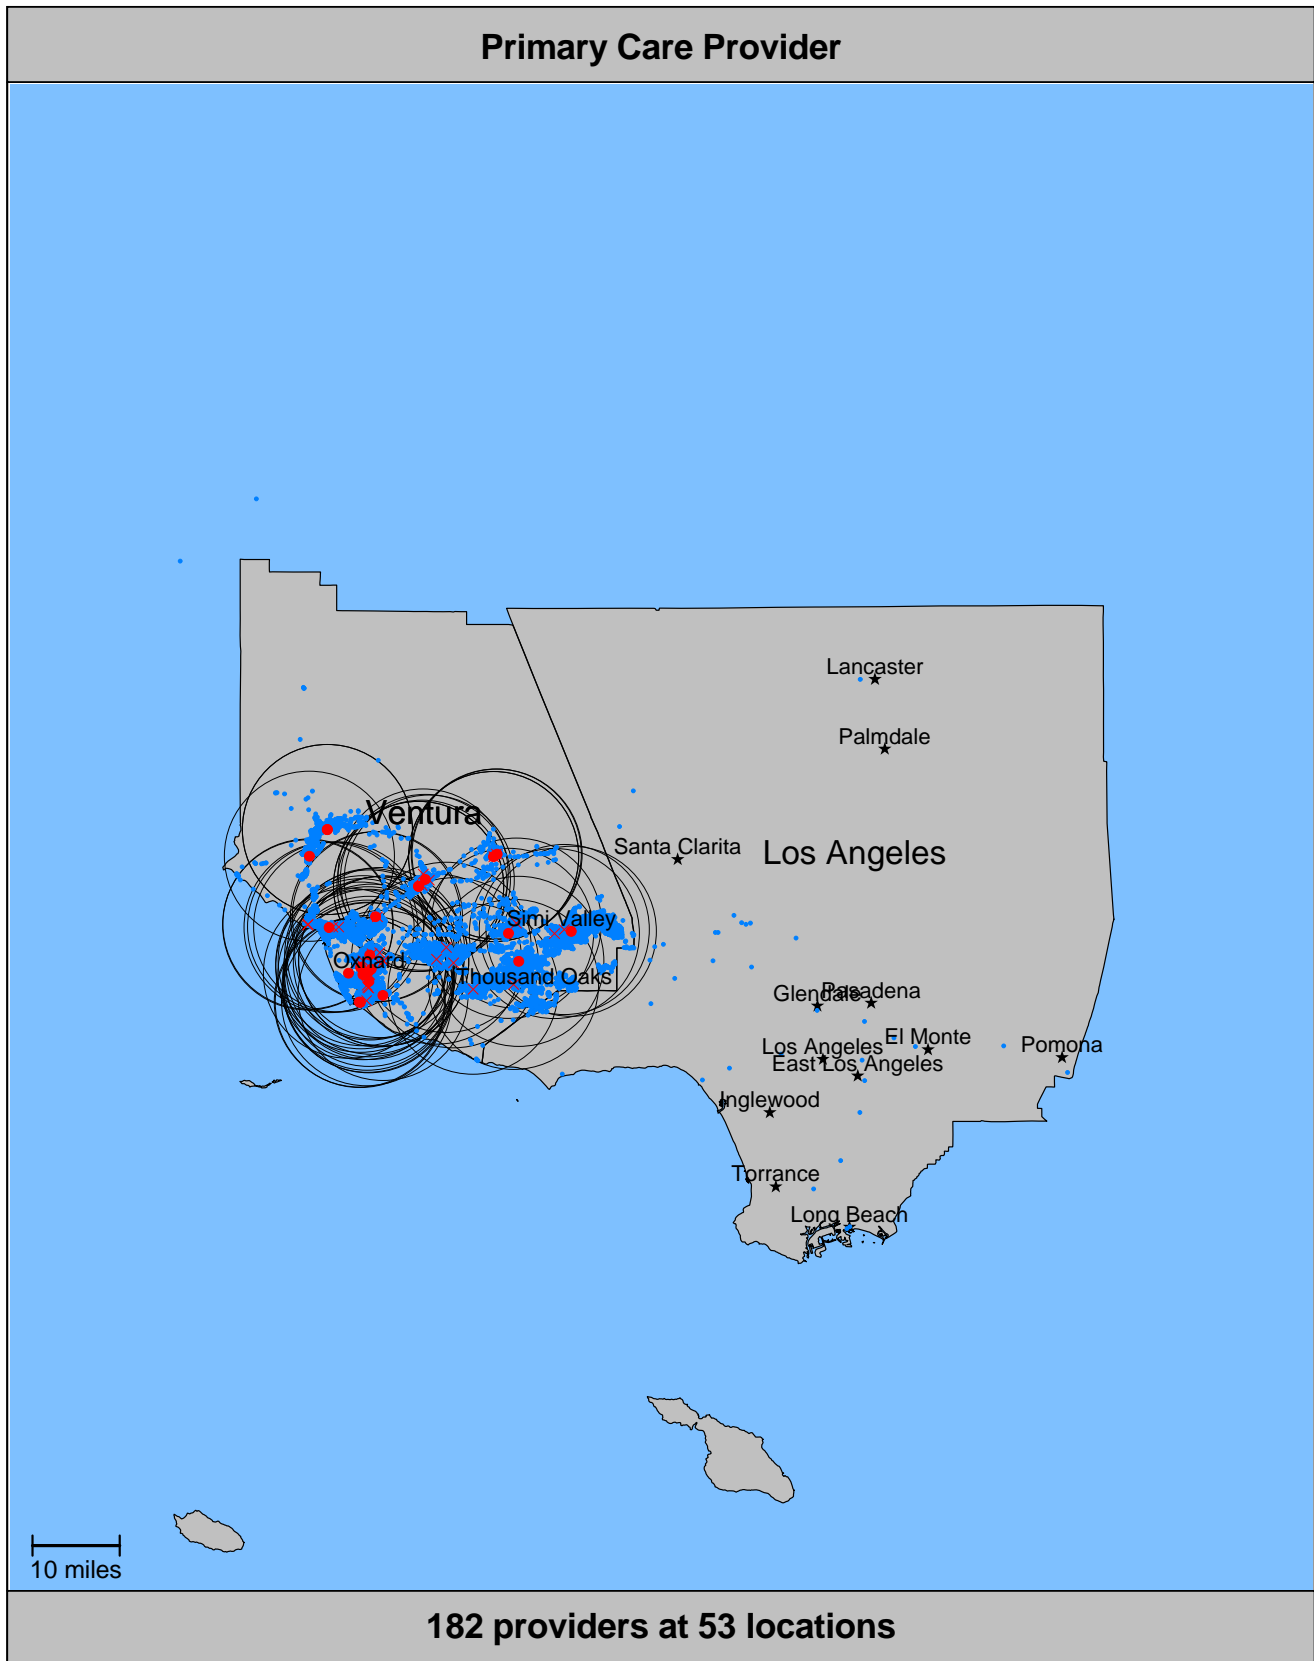 Primary Care Provider
Lancaster
Palmdale
Ventura
Santa Clarita
Los Angeles
Simi Valley
Oxnard
Thousand Oaks
Glendale
Pasadena
El Monte
Los Angeles
Pomona
East Los Angeles
Inglewood
Torrance
Long Beach
10 miles
182 providers at 53 locations